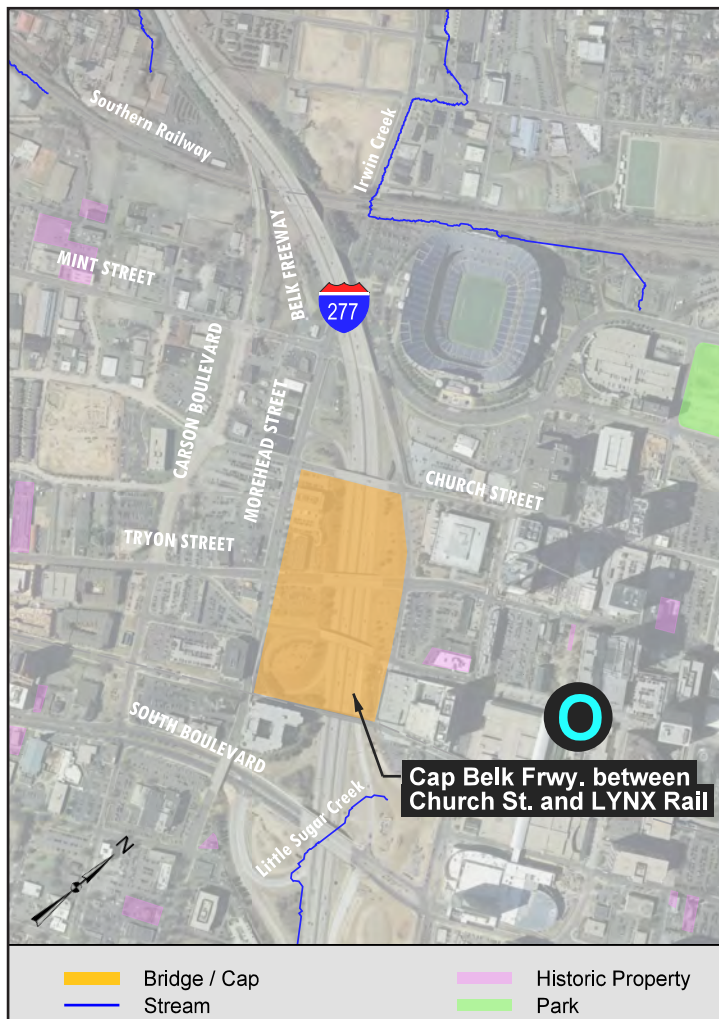 Southern Railway
Irwin Creek
MINT STREET
BELK FREEWAY
277
CARSON BOULEVARD
MOREHEAD STREET
CHURCH STREET
TRYON STREET
SOUTH BOULEVARD
O
Cap Belk Frwy. between
Church St. and LYNX Rail
Little Sugar Creek
N
Bridge / Cap
Historic Property
Stream
Park